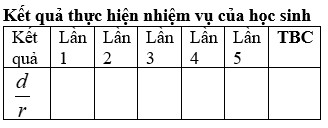 Kết quả thực hiện nhiệm vụ của học sinh
Kết quả Lần 1 Lần 2 Lần 3 Lần 4 Lần 5 TBC
d/r